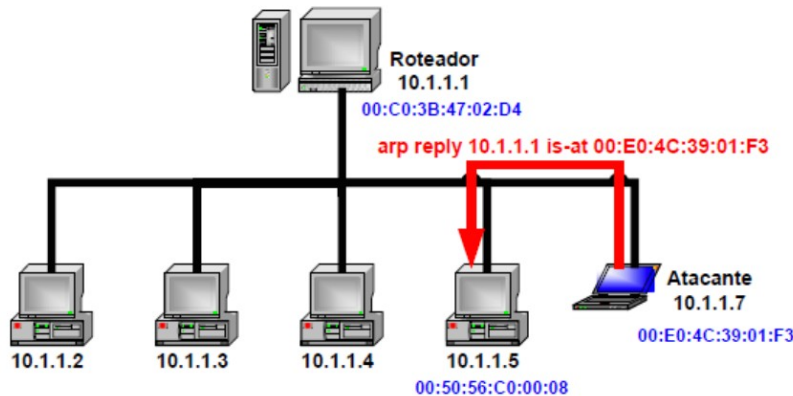 Roteador
10.1.1.1
00:C0:3B:47:02:D4
arp reply 10.1.1.1 is-at 00:E0:4C:39:01:F3
Atacante
10.1.1.7
00:E0:4C:39:01:F3
10.1.1.2
10.1.1.3
10.1.1.4
10.1.1.5
00:50:56:C0:00:08